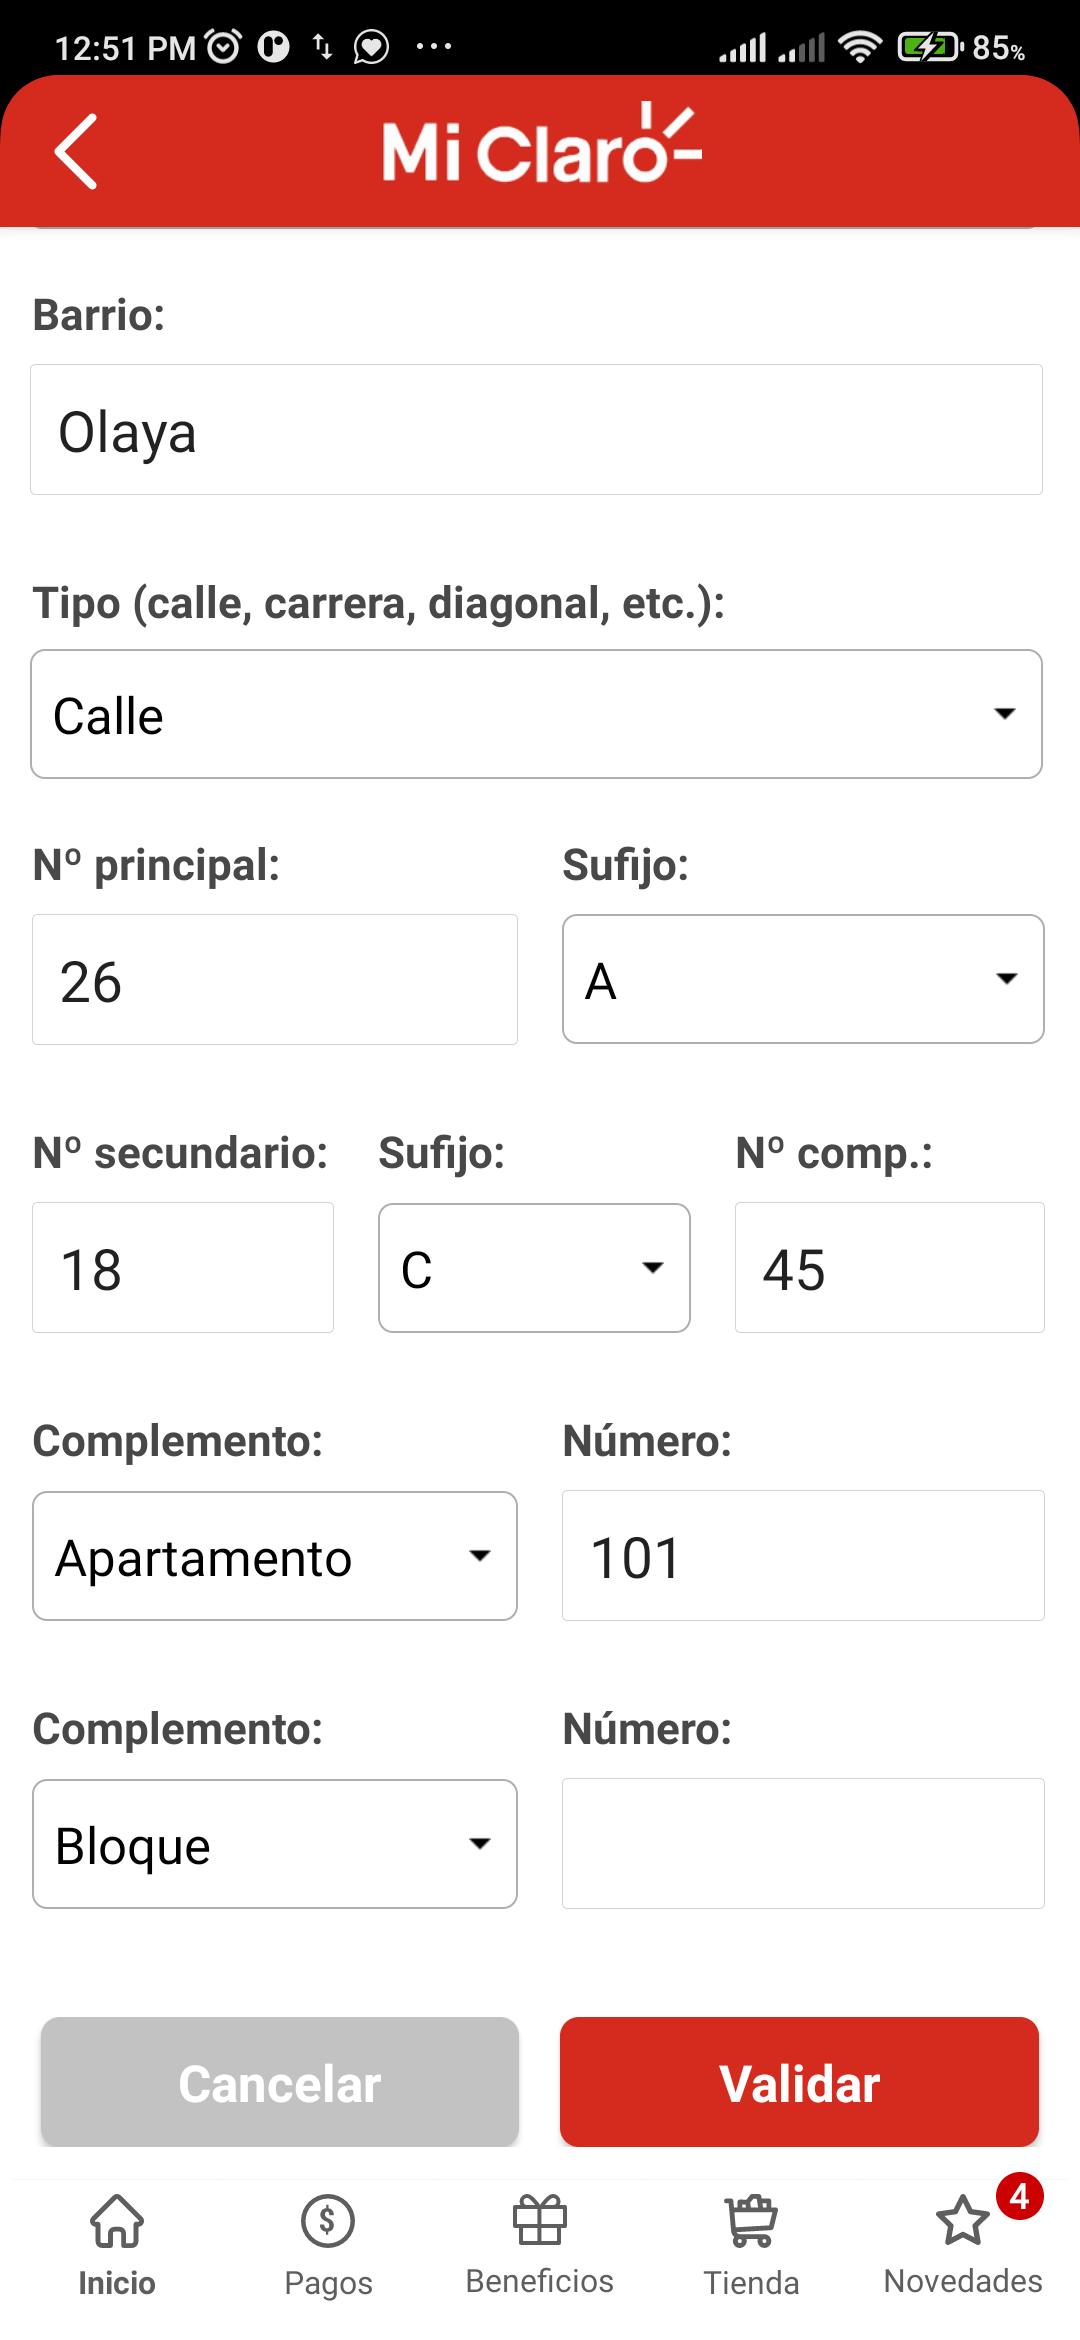 12:51 PM ... 85%
Mi Claro
Barrio:
Olaya
Tipo (calle, carrera, diagonal, etc.):
Calle
Nº principal: Sufijo:
26 A
Nº secundario: Sufijo: Nº comp.:
18 C 45
Complemento: Número:
Apartamento 101
Complemento: Número:
Bloque
Cancelar Validar
4
Inicio Pagos Beneficios Tienda Novedades